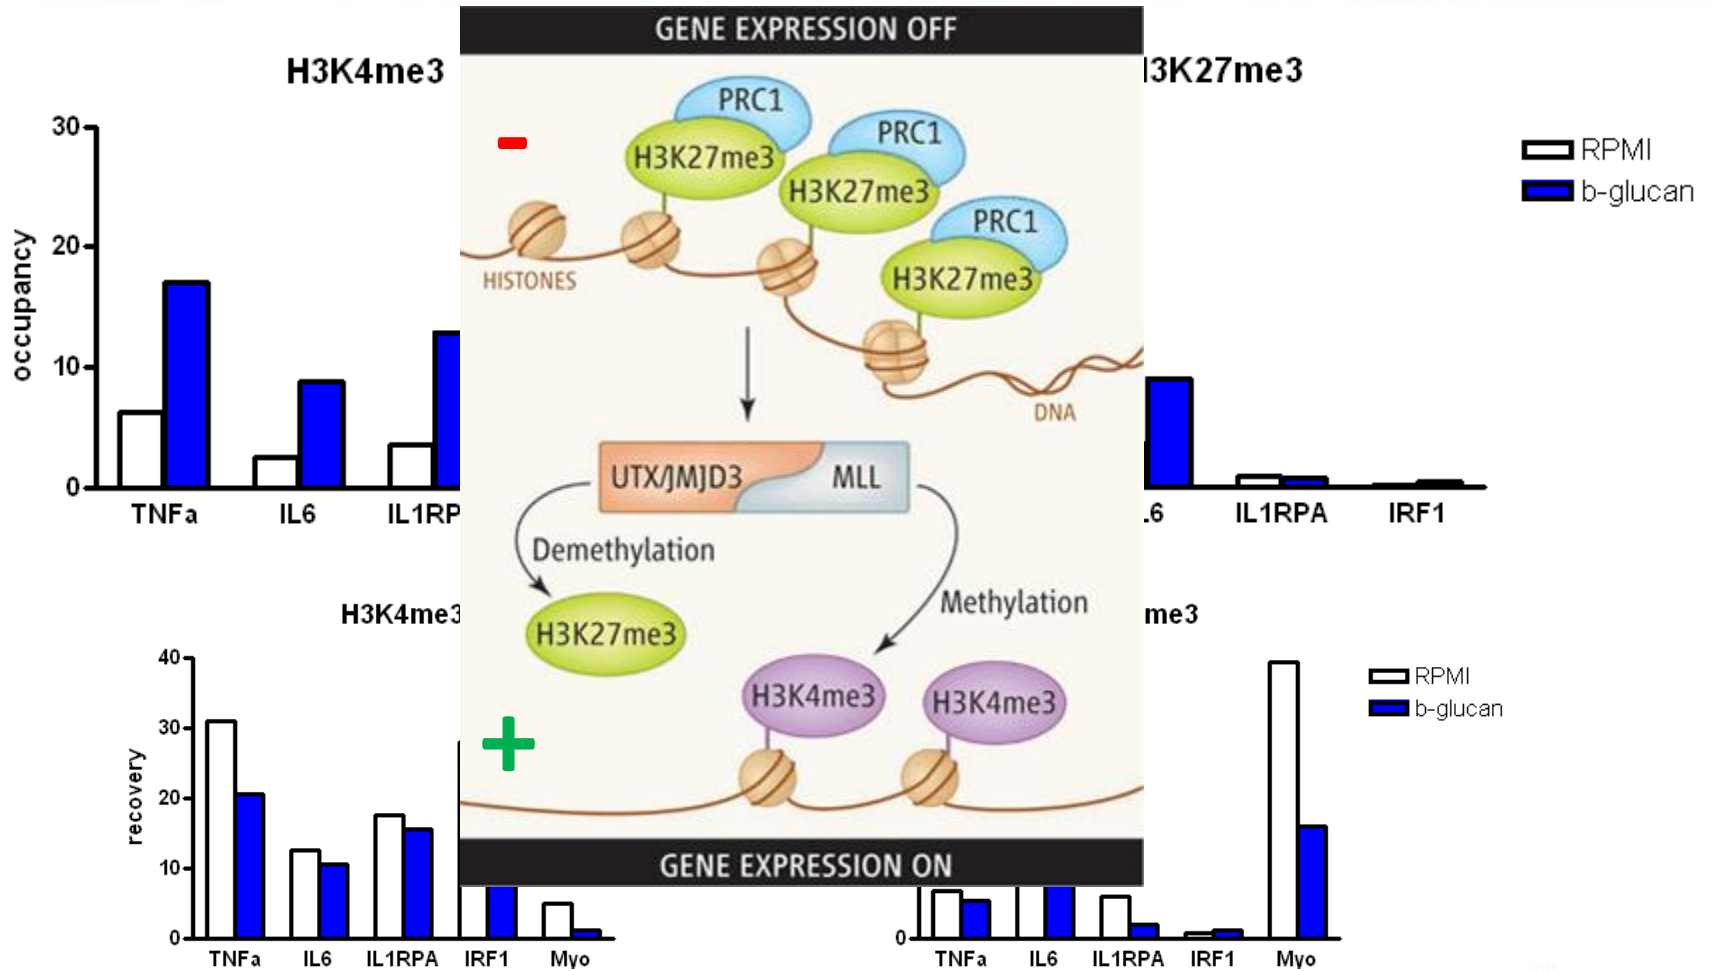 GENE EXPRESSION OFF
H3K4me3
30
20
10
0
occupancy
TNFa
IL6
IL1RP
PRC1
H3K27me3
PRC1
H3K27me3
PRC1
H3K27me3
HISTONES
DNA
UTX/JMJD3
MLL
Demethylation
Methylation
H3K27me3
H3K4me3
H3K4me3
-
+
GENE EXPRESSION ON
3K27me3
RPMI
b-glucan
L6
IL1RPA
IRF1
H3K4me3
40
30
20
10
0
recovery
TNFa
IL6
IL1RPA
IRF1
Myo
me3
RPMI
b-glucan
0
TNFa
IL6
IL1RPA
IRF1
Myo